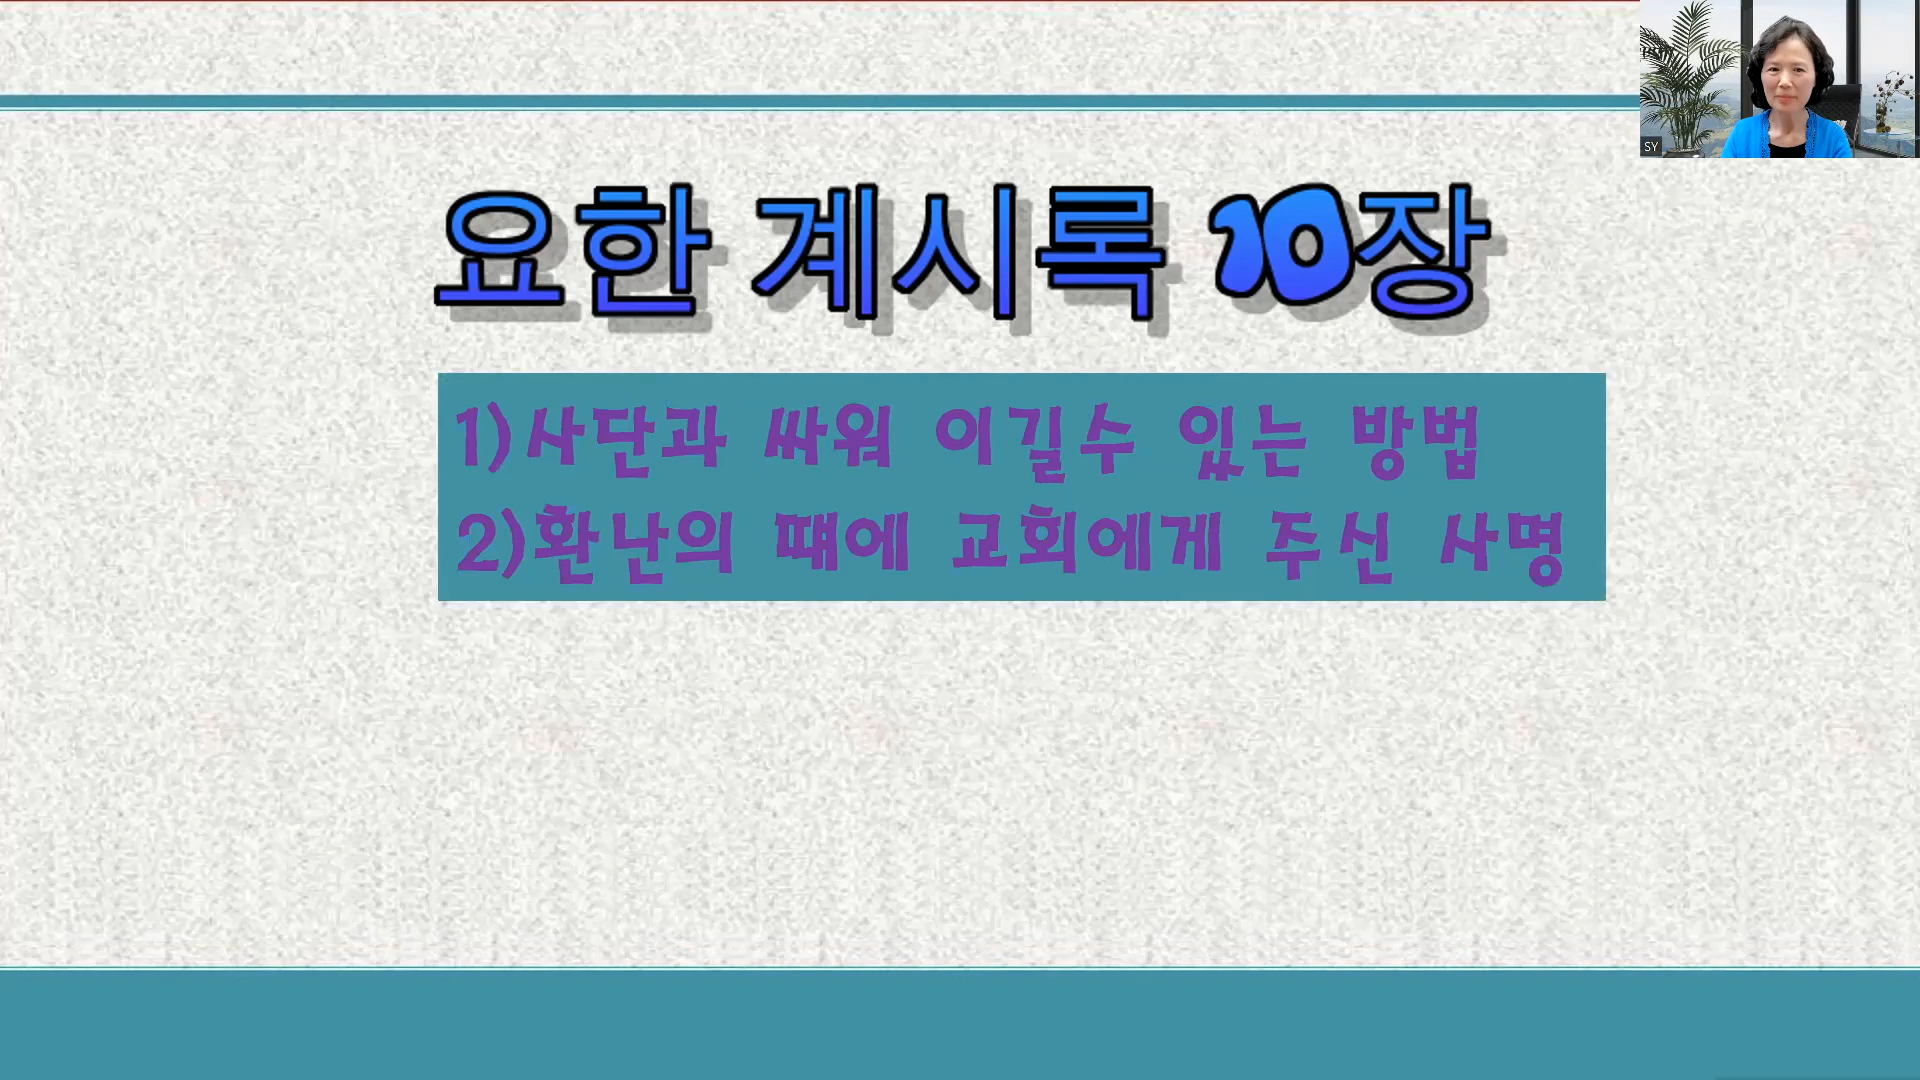 SY
요한 계시록 10장
1)사단과 싸워 이길수 있는 방법
2)환난의 때에 교회에게 주신 사명